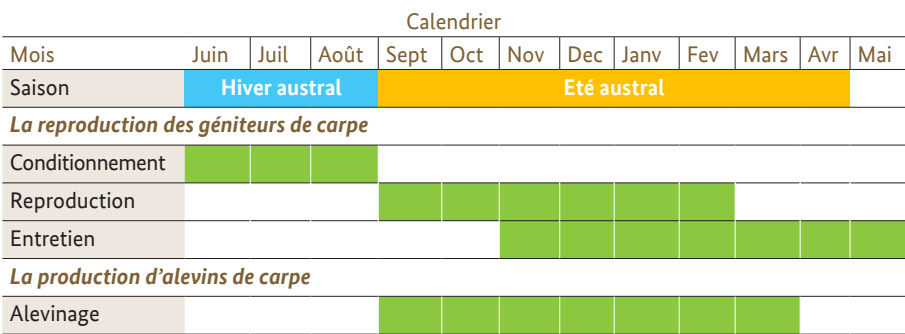 Calendrier
Mois Juin Juil Août Sept Oct Nov Dec Janv Fev Mars Avr Mai
Saison Hiver austral Eté austral
La reproduction des géniteurs de carpe
Conditionnement
Reproduction
Entretien
La production d’alevins de carpe
Alevinage